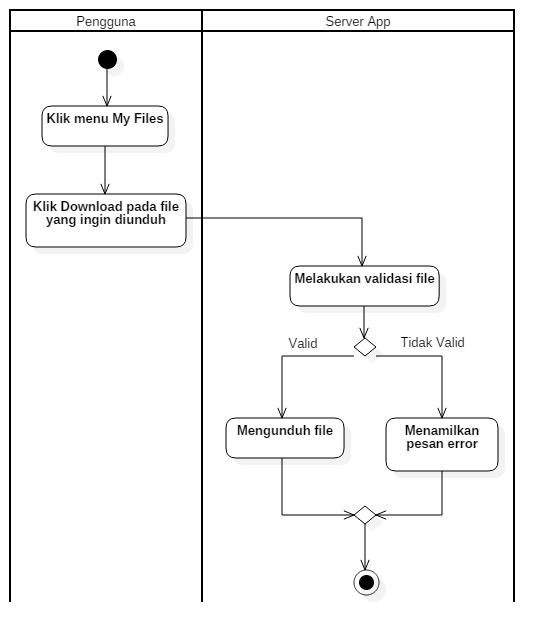 Pengguna
Server App
Klik menu My Files
Klik Download pada file
yang ingin diunduh
Melakukan validasi file
Valid
Tidak Valid
Mengunduh file
Menamilkan
pesan error